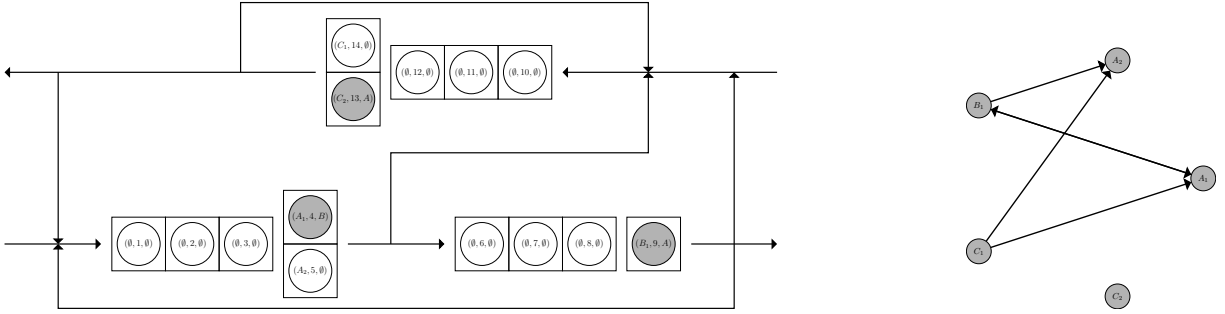 (C₁, 14, ∅)
(∅, 12, ∅) (∅, 11, ∅) (∅, 10, ∅)
(C₂, 13, A)
(A₁, 4, B)
(∅, 1, ∅) (∅, 2, ∅) (∅, 3, ∅)
(A₂, 5, ∅)
(∅, 6, ∅) (∅, 7, ∅) (∅, 8, ∅) (B₁, 9, A)
A₂
B₁
A₁
C₁
C₂